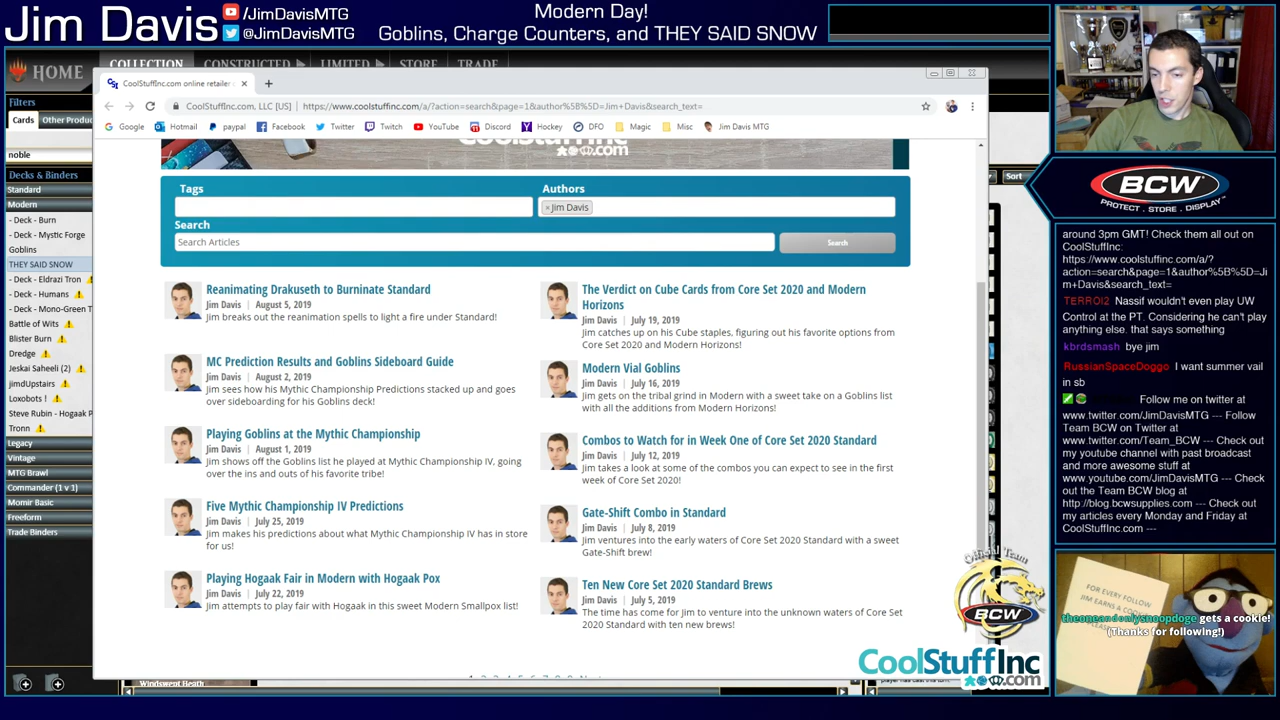 Jim Davis
/JimDavisMTG
@JimDavisMTG
Modern Day!
Goblins, Charge Counters, and THEY SAID SNOW
HOME
COLLECTION
CONSTRUCTED
LIMITED
STORE
TRADE
Filters
Cards
Other Produ
noble
Decks & Binders
Standard
Modern
- Deck - Burn
- Deck - Mystic Forge
Goblins
THEY SAID SNOW
- Deck - Eldrazi Tron
- Deck - Humans
- Deck - Mono-Green T
Battle of Wits
Blister Burn
Dredge
Jeskai Saheeli (2)
jimdUpstairs
Loxobots !
Steve Rubin - Hogaak P
Tronn
Legacy
Vintage
MTG Brawl
Commander (1 v 1)
Momir Basic
Freeform
Trade Binders
CoolStuffInc.com online retailer
CoolStuffInc.com, LLC [US] | https://www.coolstuffinc.com/a/?action=search&page=1&author%5B%5D=Jim+Davis&search_text=
Google
Hotmail
paypal
Facebook
Twitter
Twitch
YouTube
Discord
Hockey
DFO
Magic
Misc
Jim Davis MTG
CoolStuffInc
.com
Tags
Authors
× Jim Davis
Search
Search Articles
Search
Reanimating Drakuseth to Burninate Standard
Jim Davis | August 5, 2019
Jim breaks out the reanimation spells to light a fire under Standard!
MC Prediction Results and Goblins Sideboard Guide
Jim Davis | August 2, 2019
Jim sees how his Mythic Championship Predictions stacked up and goes
over sideboarding for his Goblins deck!
Playing Goblins at the Mythic Championship
Jim Davis | August 1, 2019
Jim shows off the Goblins list he played at Mythic Championship IV, going
over the ins and outs of his favorite tribe!
Five Mythic Championship IV Predictions
Jim Davis | July 25, 2019
Jim makes his predictions about what Mythic Championship IV has in store
for us!
Playing Hogaak Fair in Modern with Hogaak Pox
Jim Davis | July 22, 2019
Jim attempts to play fair with Hogaak in this sweet Modern Smallpox list!
The Verdict on Cube Cards from Core Set 2020 and Modern
Horizons
Jim Davis | July 19, 2019
Jim catches up on his Cube staples, figuring out his favorite options from
Core Set 2020 and Modern Horizons!
Modern Vial Goblins
Jim Davis | July 16, 2019
Jim gets on the tribal grind in Modern with a sweet take on a Goblins list
with all the additions from Modern Horizons!
Combos to Watch for in Week One of Core Set 2020 Standard
Jim Davis | July 12, 2019
Jim takes a look at some of the combos you can expect to see in the first
week of Core Set 2020!
Gate-Shift Combo in Standard
Jim Davis | July 8, 2019
Jim ventures into the early waters of Core Set 2020 Standard with a sweet
Gate-Shift brew!
Ten New Core Set 2020 Standard Brews
Jim Davis | July 5, 2019
The time has come for Jim to venture into the unknown waters of Core
Set 2020 Standard with ten new brews!
Windswept Heath
Sort
BCW
PROTECT. STORE. DISPLAY.
around 3pm GMT! Check them all out on
CoolStuffInc:
https://www.coolstuffinc.com/a/?
action=search&page=1&author%5B%5D=Ji
m+Davis&search_text=
TERROI2 Nassif wouldn't even play UW
Control at the PT. Considering he can't play
anything else. that says something
kbrdsmash bye jim
RussianSpaceDoggo I want summer vail
in sb
Follow me on twitter at
www.twitter.com/JimDavisMTG --- Follow
Team BCW on Twitter at
www.twitter.com/Team_BCW --- Check out
my youtube channel with past broadcast
and more awesome stuff at
www.youtube.com/JimDavisMTG --- Check
out the Team BCW blog at
http://blog.bcwsupplies.com --- Check out
my articles every Monday and Friday at
CoolStuffInc.com ---
Official Team
BCW
CoolStuffInc
.com
FOR EVERY FOLLOW
JIM EARNS A COOKIE
theoneandonlysnoopdoge gets a cookie!
(Thanks for following!)